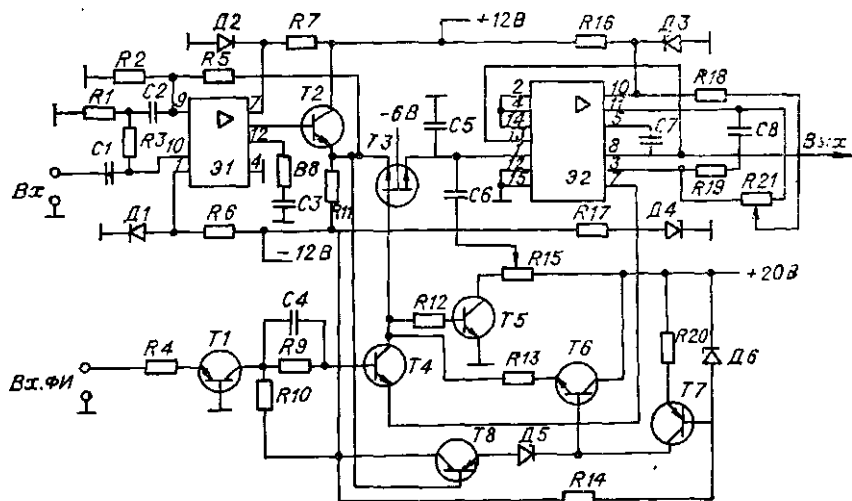 Д2 R7 +12В R16 Д3
R2 R5
R1 C2 9 7 T2 2 10 R18
4 11
R3 12 T3 -6В C5 14 5 C7 C8
C1 10 13 8 Вых
Вх 1 Э1 4 В8 1 Э2 3
C3 R11 C6 12 7 R19 R21
15
Д1 R6 R17 Д4
-12В R15 +20В
C4 R12 T5 T6 R20 Д6
R4 T1 R9 T4 R13
Вх.ФИ R10 T7
T8 Д5
R14